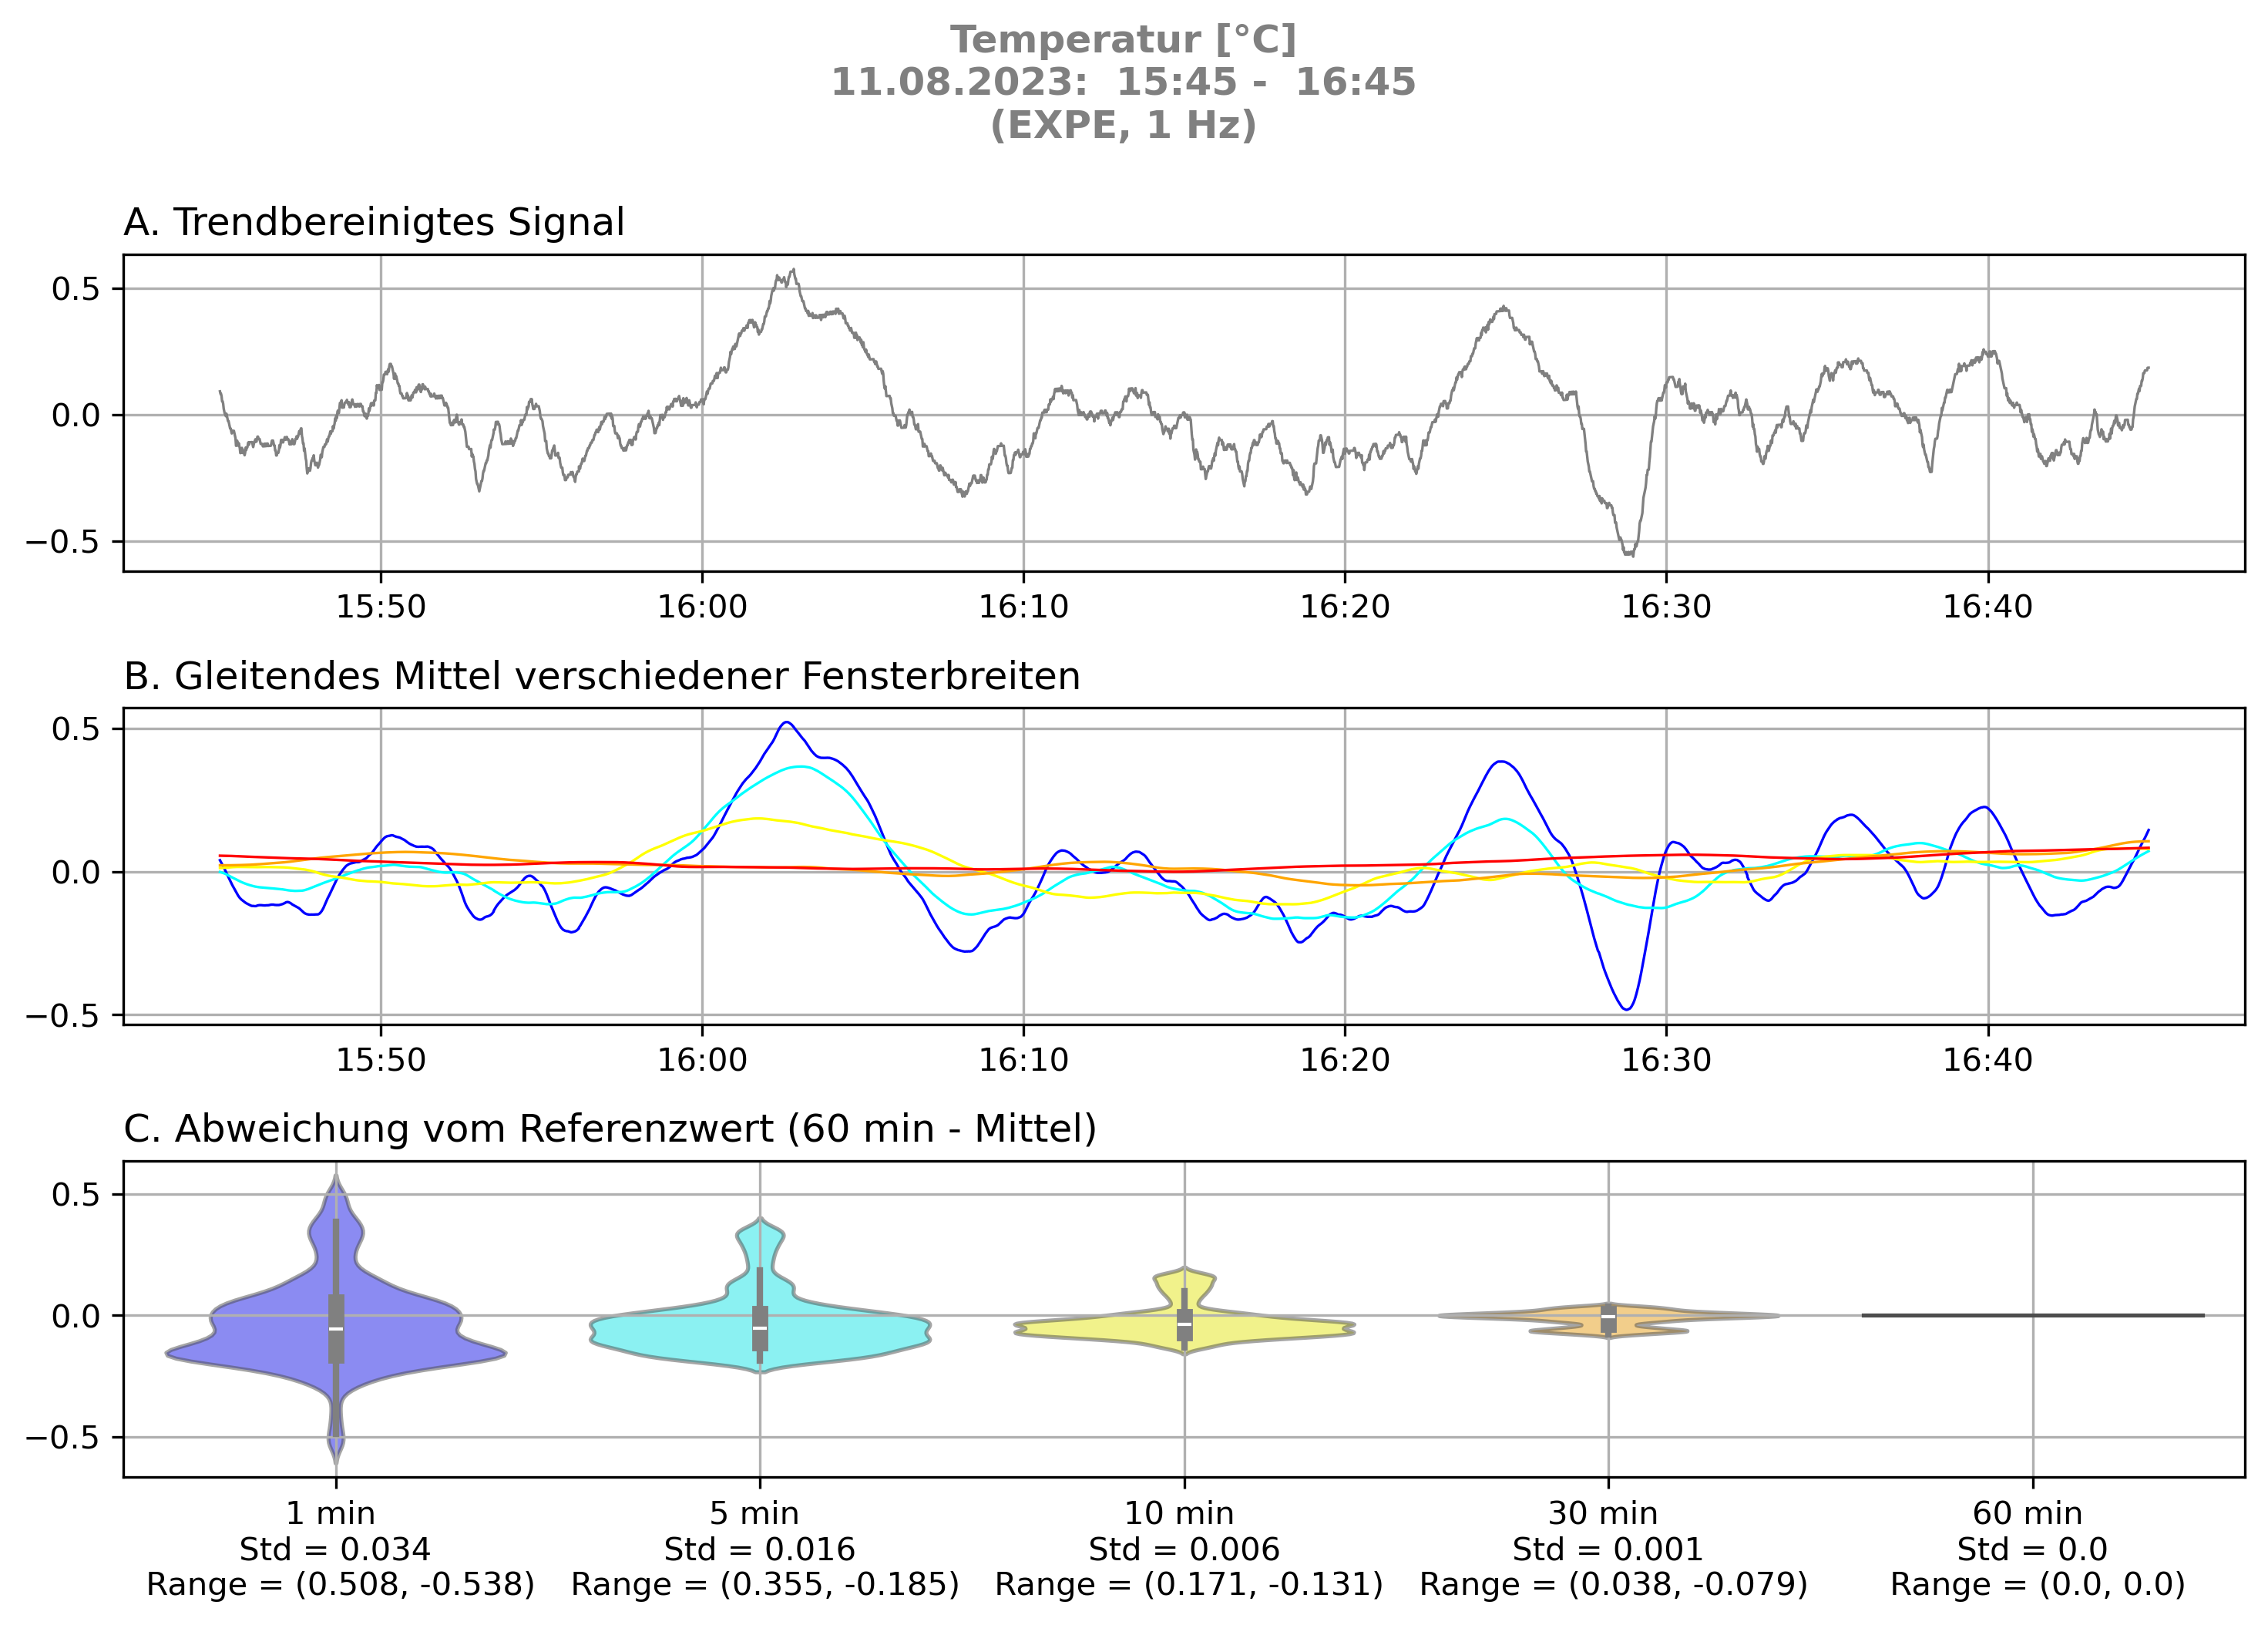 Temperatur [°C]
11.08.2023:  15:45 -  16:45
(EXPE, 1 Hz)
A. Trendbereinigtes Signal
0.5
0.0
−0.5
15:50 16:00 16:10 16:20 16:30 16:40
B. Gleitendes Mittel verschiedener Fensterbreiten
0.5
0.0
−0.5
15:50 16:00 16:10 16:20 16:30 16:40
C. Abweichung vom Referenzwert (60 min - Mittel)
0.5
0.0
−0.5
1 min 5 min 10 min 30 min 60 min
Std = 0.034 Std = 0.016 Std = 0.006 Std = 0.001 Std = 0.0
Range = (0.508, -0.538) Range = (0.355, -0.185) Range = (0.171, -0.131) Range = (0.038, -0.079) Range = (0.0, 0.0)